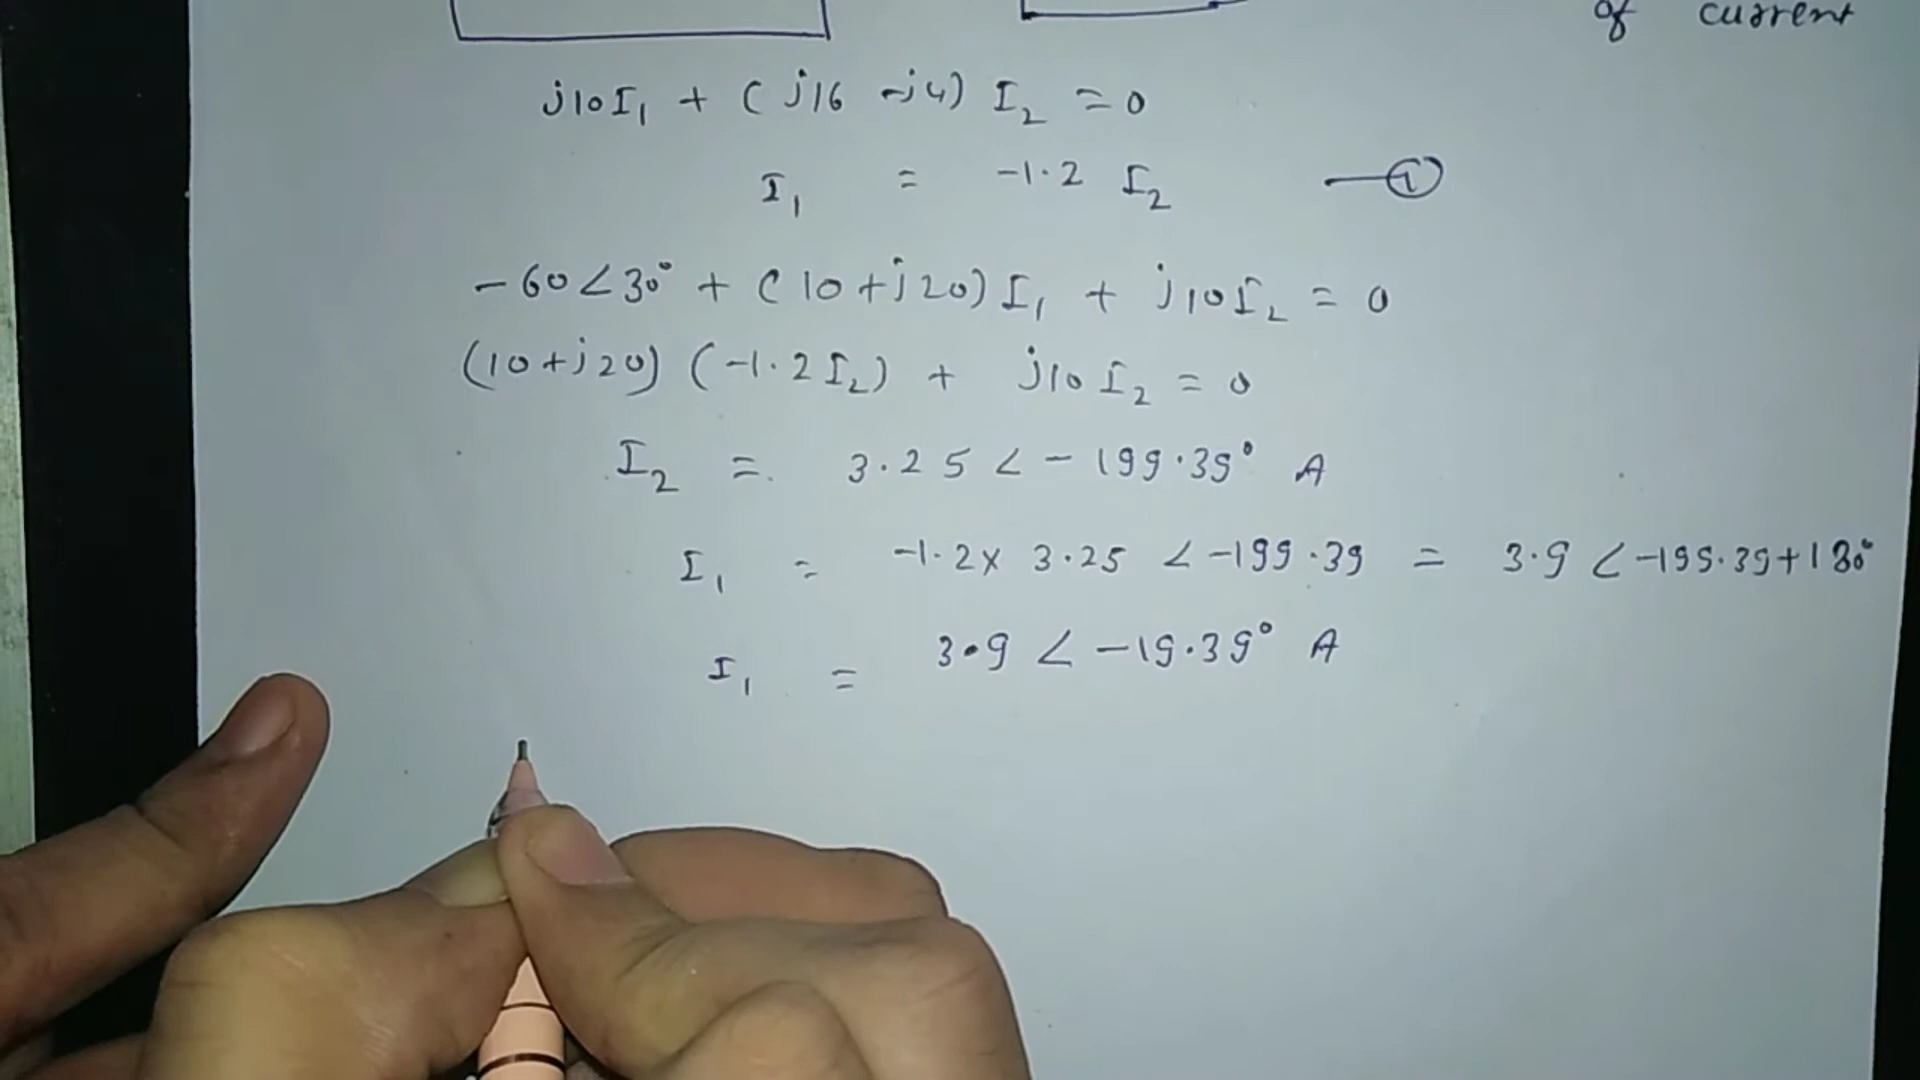 of current
j10I₁ + (j16 -j4) I₂ = 0
I₁ = -1.2 I₂ —①
-60∠30° + (10+j20)I₁ + j10I₂ = 0
(10+j20) (-1.2I₂) + j10I₂ = 0
I₂ = 3.25∠-199.39° A
I₁ = -1.2x 3.25 ∠-199.39 = 3.9 ∠-199.39+180°
I₁ = 3.9 ∠-19.39° A